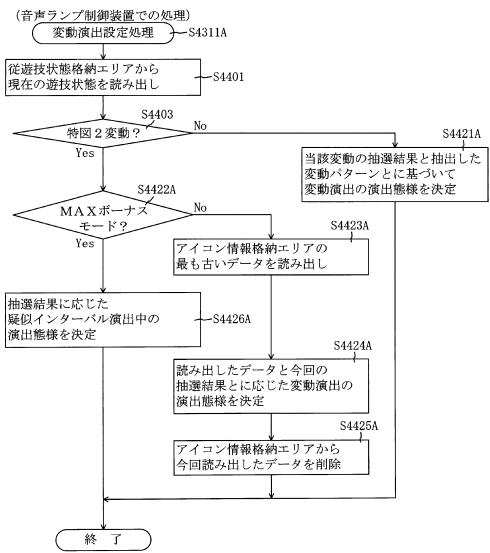 (音声ランプ制御装置での処理)
変動演出設定処理
S4311A
従遊技状態格納エリアから
現在の遊技状態を読み出し
S4401
S4403
特図2変動?
No
Yes
S4421A
当該変動の抽選結果と抽出した
変動パターンとに基づいて
変動演出の演出態様を決定
S4422A
MAXボーナス
モード?
No
Yes
S4423A
アイコン情報格納エリアの
最も古いデータを読み出し
抽選結果に応じた
疑似インターバル演出中の
演出態様を決定
S4426A
S4424A
読み出したデータと今回の
抽選結果とに応じた変動演出の
演出態様を決定
S4425A
アイコン情報格納エリアから
今回読み出したデータを削除
終 了